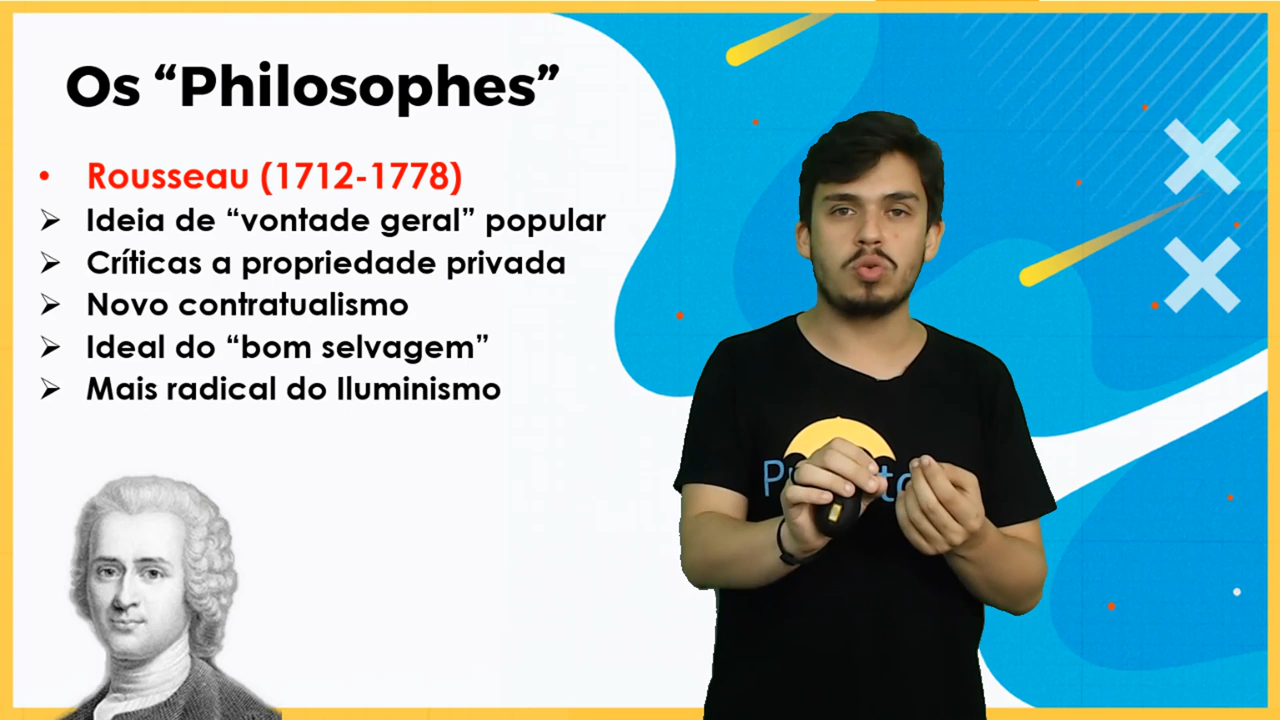 Os “Philosophes”
• Rousseau (1712-1778)
➢ Ideia de “vontade geral” popular
➢ Críticas a propriedade privada
➢ Novo contratualismo
➢ Ideal do “bom selvagem”
➢ Mais radical do Iluminismo